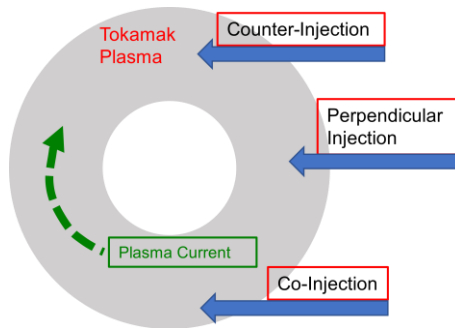 Tokamak
Plasma
Counter-Injection
Perpendicular
Injection
Plasma Current
Co-Injection